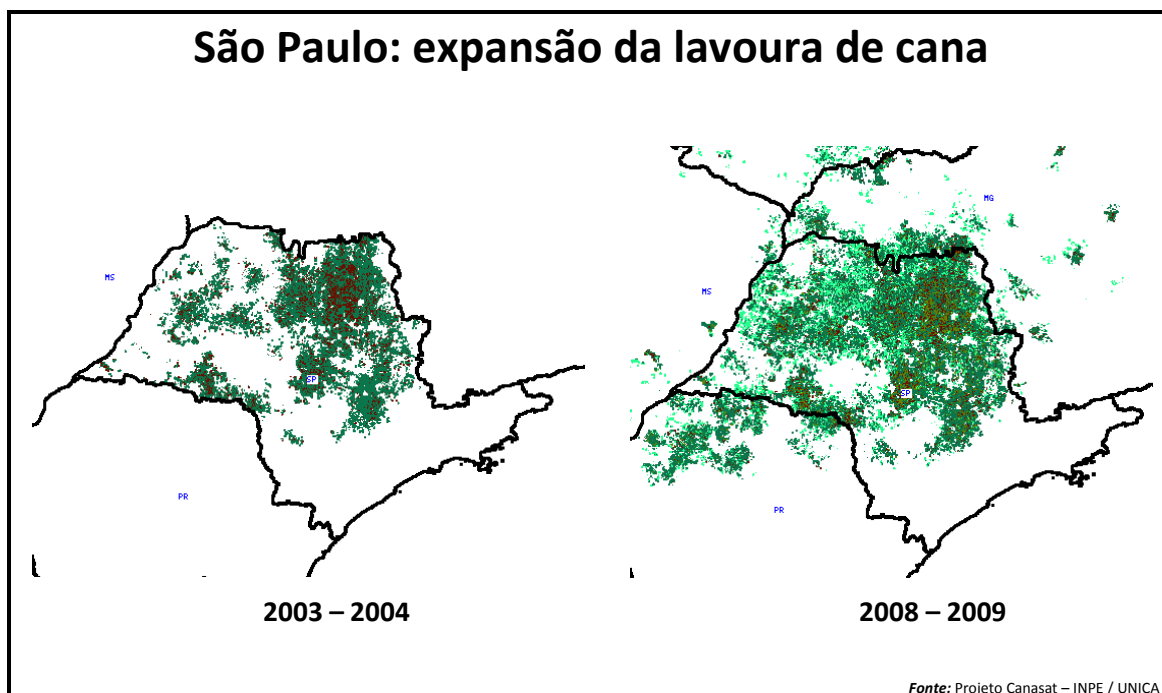 São Paulo: expansão da lavoura de cana
MS
SP
PR
MG
MS
SP
PR
2003 – 2004
2008 – 2009
Fonte: Projeto Canasat – INPE / UNICA